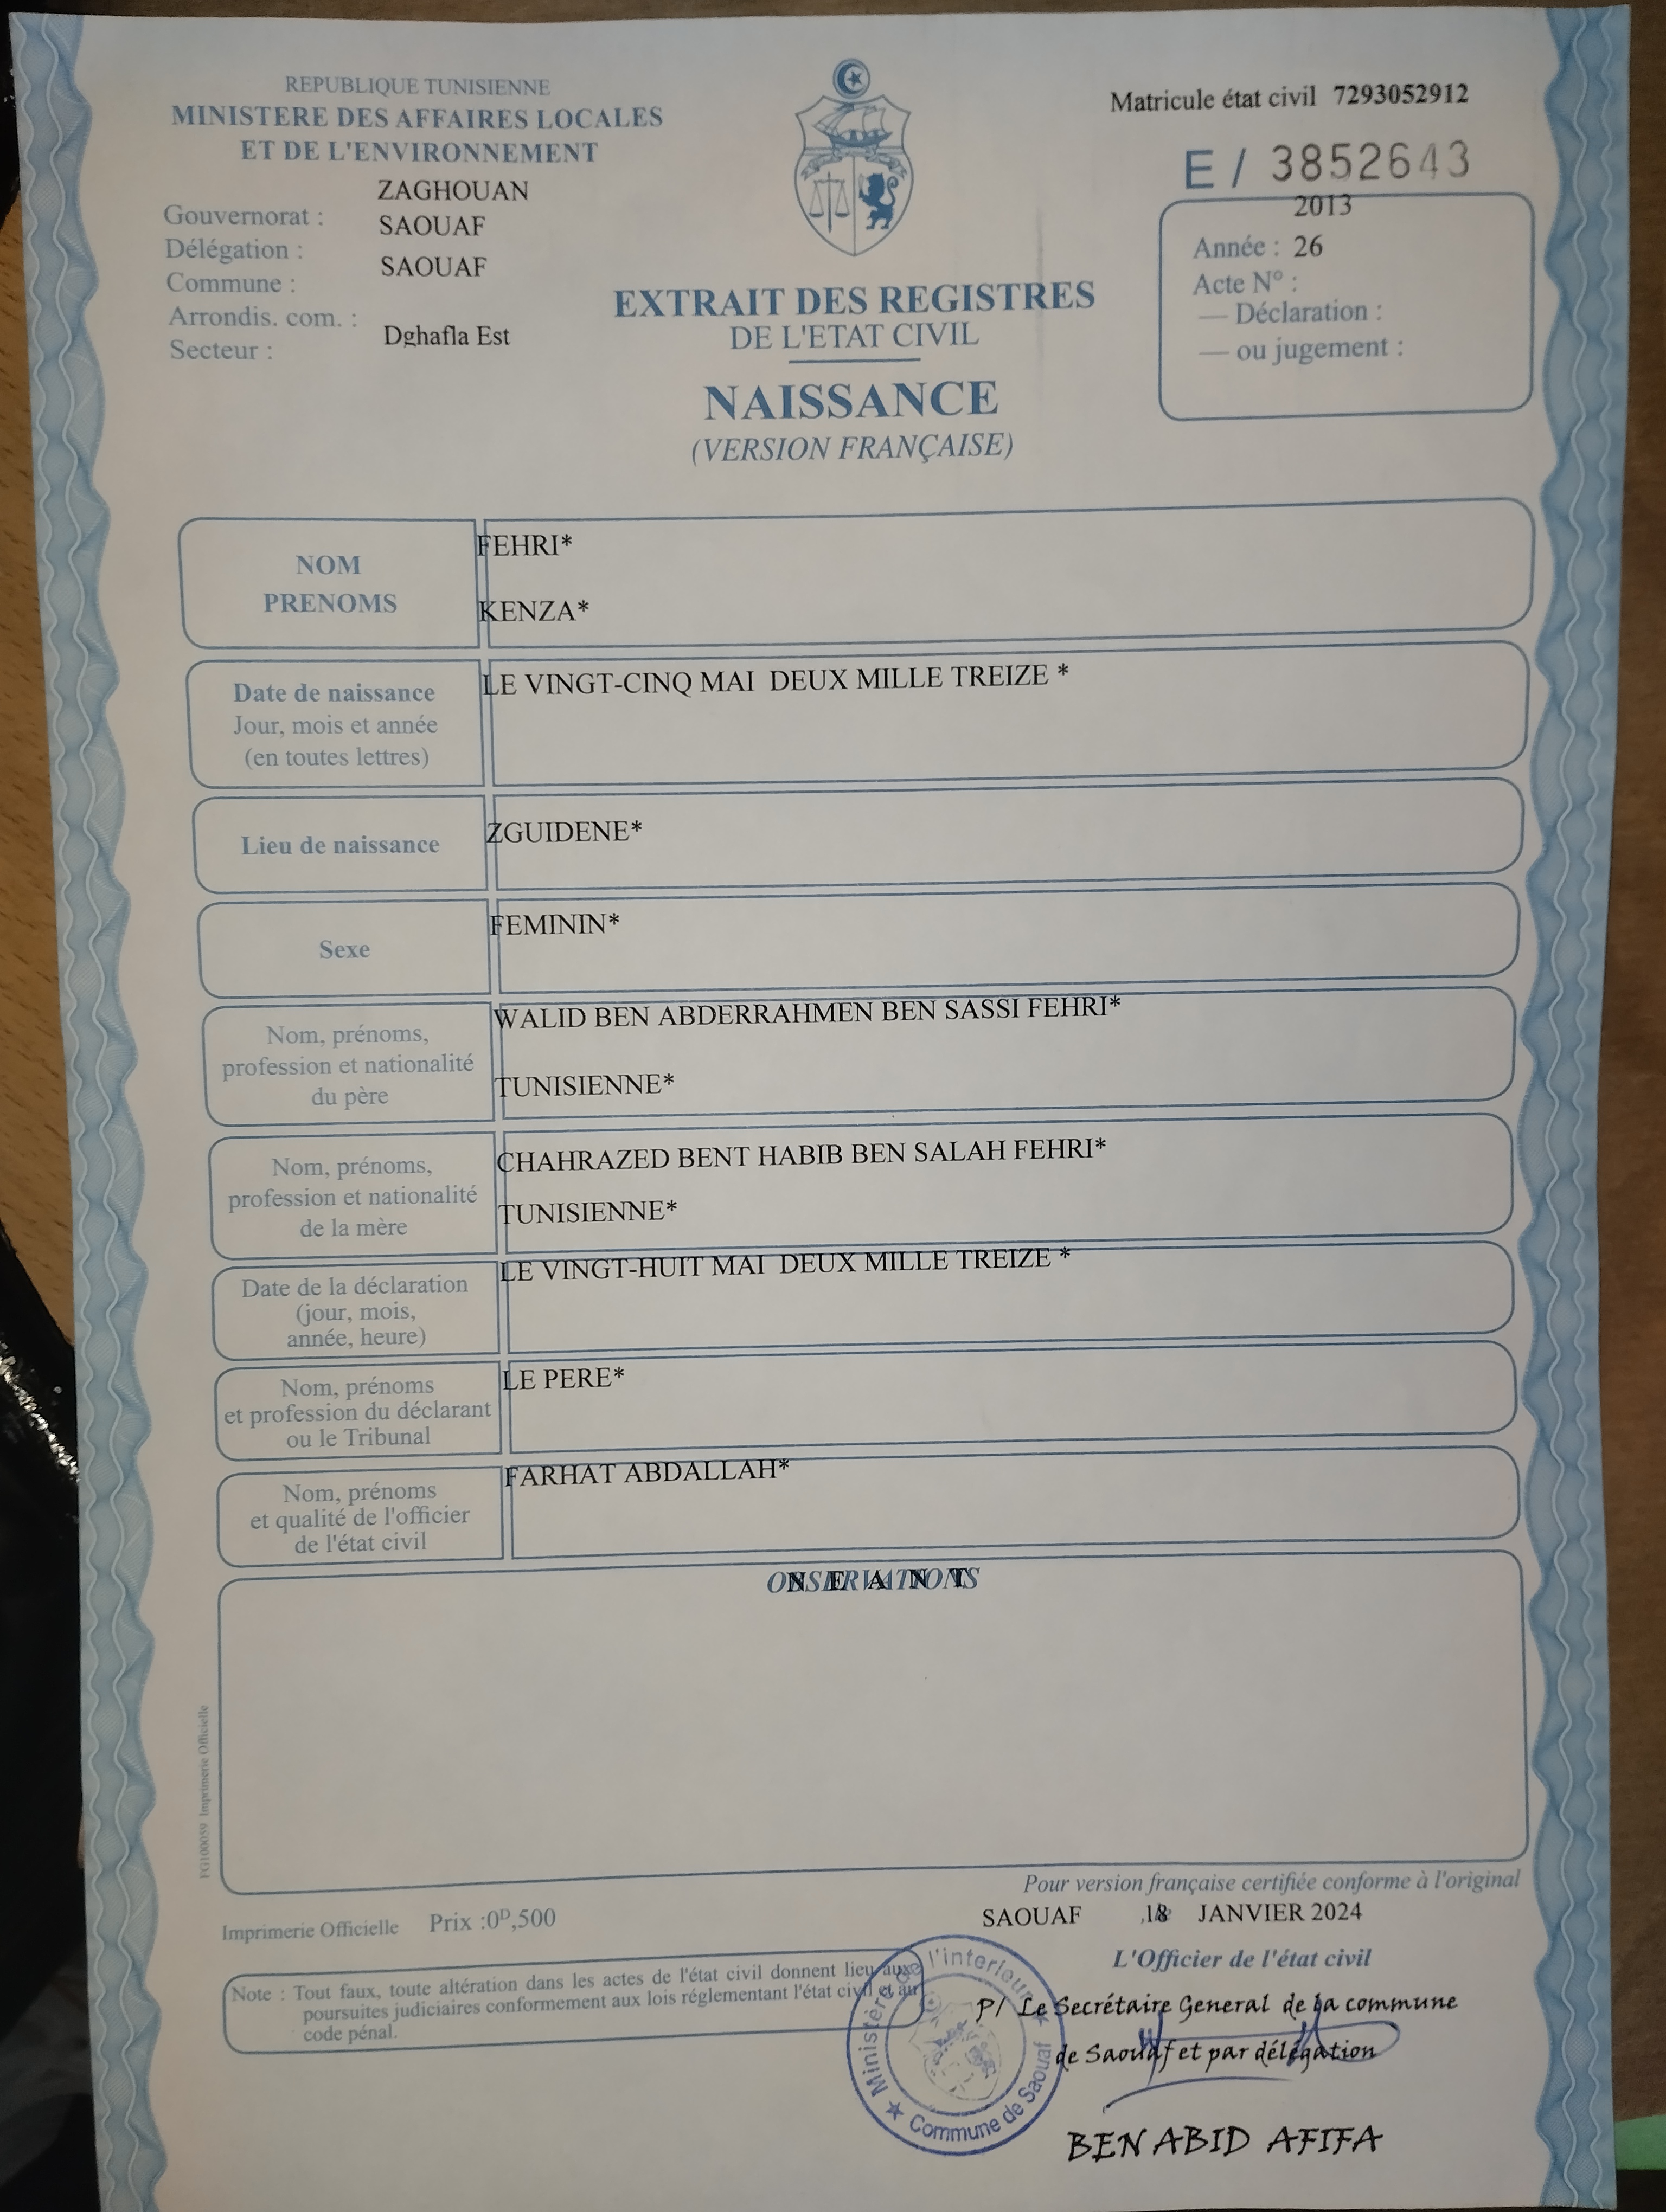 REPUBLIQUE TUNISIENNE
MINISTERE DES AFFAIRES LOCALES
ET DE L'ENVIRONNEMENT
ZAGHOUAN
Gouvernorat :
SAOUAF
Délégation :
SAOUAF
Commune :
Arrondis. com. :
Dghafla Est
Secteur :
Matricule état civil 7293052912
E / 3852643
2013
Année : 26
Acte N° :
— Déclaration :
— ou jugement :
EXTRAIT DES REGISTRES
DE L'ETAT CIVIL
NAISSANCE
(VERSION FRANÇAISE)
NOM
PRENOMS
FEHRI*
KENZA*
Date de naissance
Jour, mois et année
(en toutes lettres)
LE VINGT-CINQ MAI DEUX MILLE TREIZE *
Lieu de naissance
ZGUIDENE*
Sexe
FEMININ*
Nom, prénoms,
profession et nationalité
du père
WALID BEN ABDERRAHMEN BEN SASSI FEHRI*
TUNISIENNE*
Nom, prénoms,
profession et nationalité
de la mère
CHAHRAZED BENT HABIB BEN SALAH FEHRI*
TUNISIENNE*
Date de la déclaration
(jour, mois,
année, heure)
LE VINGT-HUIT MAI DEUX MILLE TREIZE *
Nom, prénoms
et profession du déclarant
ou le Tribunal
LE PERE*
Nom, prénoms
et qualité de l'officier
de l'état civil
FARHAT ABDALLAH*
OBSERVATIONS
N E A N T
FG100059 Imprimerie Officielle
Pour version française certifiée conforme à l'original
Imprimerie Officielle Prix :0ᴰ,500
SAOUAF 18 JANVIER 2024
L'Officier de l'état civil
Note : Tout faux, toute altération dans les actes de l'état civil donnent lieu aux
poursuites judiciaires conformement aux lois réglementant l'état civil et au
code pénal.
Ministère de l'interieur
Commune de Saouaf
P/ Le Secrétaire General de la commune
de Saouaf et par délégation
BEN ABID AFIFA